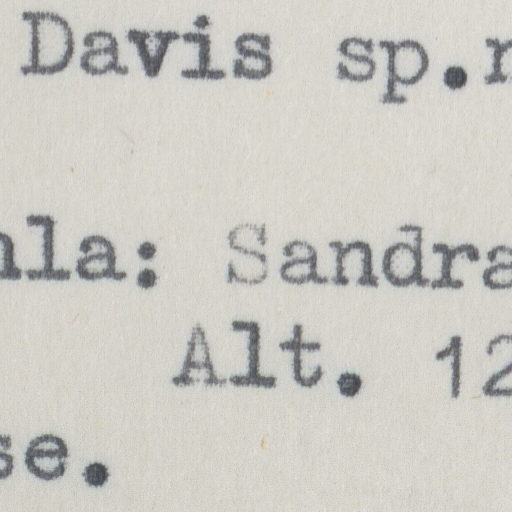 Davis sp.n
la: Sandra
Alt. 12
se.